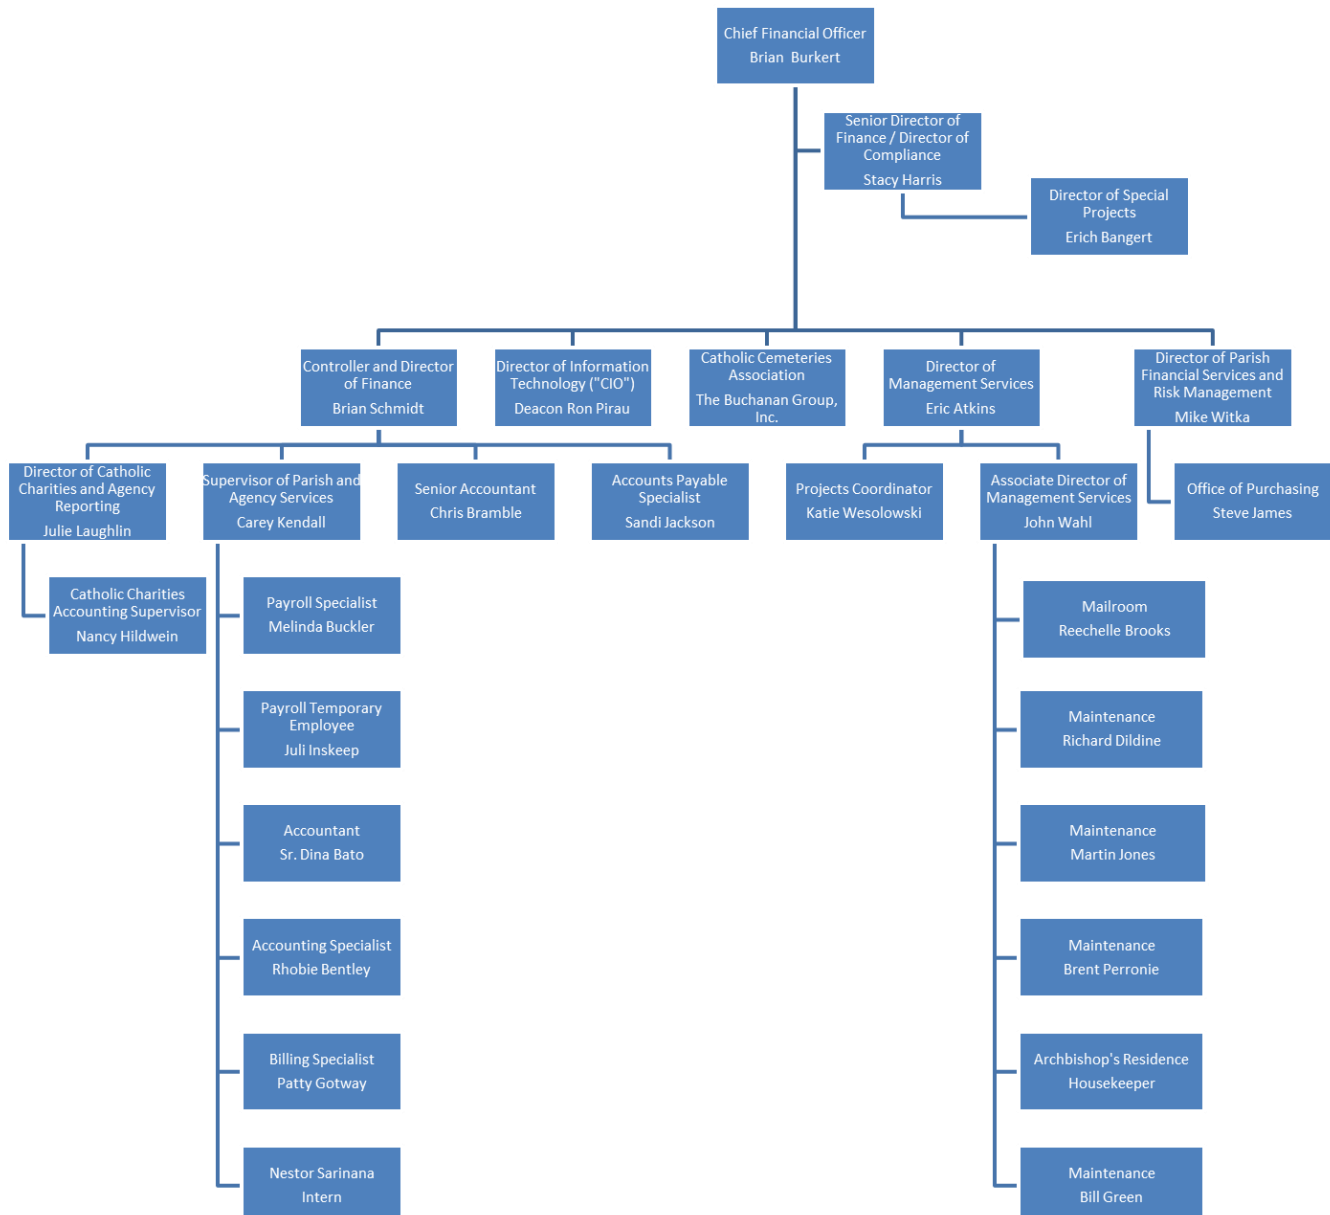 Chief Financial Officer
Brian Burkert
Senior Director of
Finance / Director of
Compliance
Stacy Harris
Director of Special
Projects
Erich Bangert
Controller and Director
of Finance
Brian Schmidt
Director of Information
Technology ("CIO")
Deacon Ron Pirau
Catholic Cemeteries
Association
The Buchanan Group,
Inc.
Director of
Management Services
Eric Atkins
Director of Parish
Financial Services and
Risk Management
Mike Witka
Director of Catholic
Charities and Agency
Reporting
Julie Laughlin
Supervisor of Parish and
Agency Services
Carey Kendall
Senior Accountant
Chris Bramble
Accounts Payable
Specialist
Sandi Jackson
Projects Coordinator
Katie Wesolowski
Associate Director of
Management Services
John Wahl
Office of Purchasing
Steve James
Catholic Charities
Accounting Supervisor
Nancy Hildwein
Payroll Specialist
Melinda Buckler
Payroll Temporary
Employee
Juli Inskeep
Accountant
Sr. Dina Bato
Accounting Specialist
Rhobie Bentley
Billing Specialist
Patty Gotway
Nestor Sarinana
Intern
Mailroom
Reechelle Brooks
Maintenance
Richard Dildine
Maintenance
Martin Jones
Maintenance
Brent Perronie
Archbishop's Residence
Housekeeper
Maintenance
Bill Green